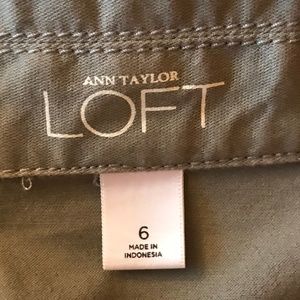 ANN TAYLOR
LOFT
6
MADE IN
INDONESIA